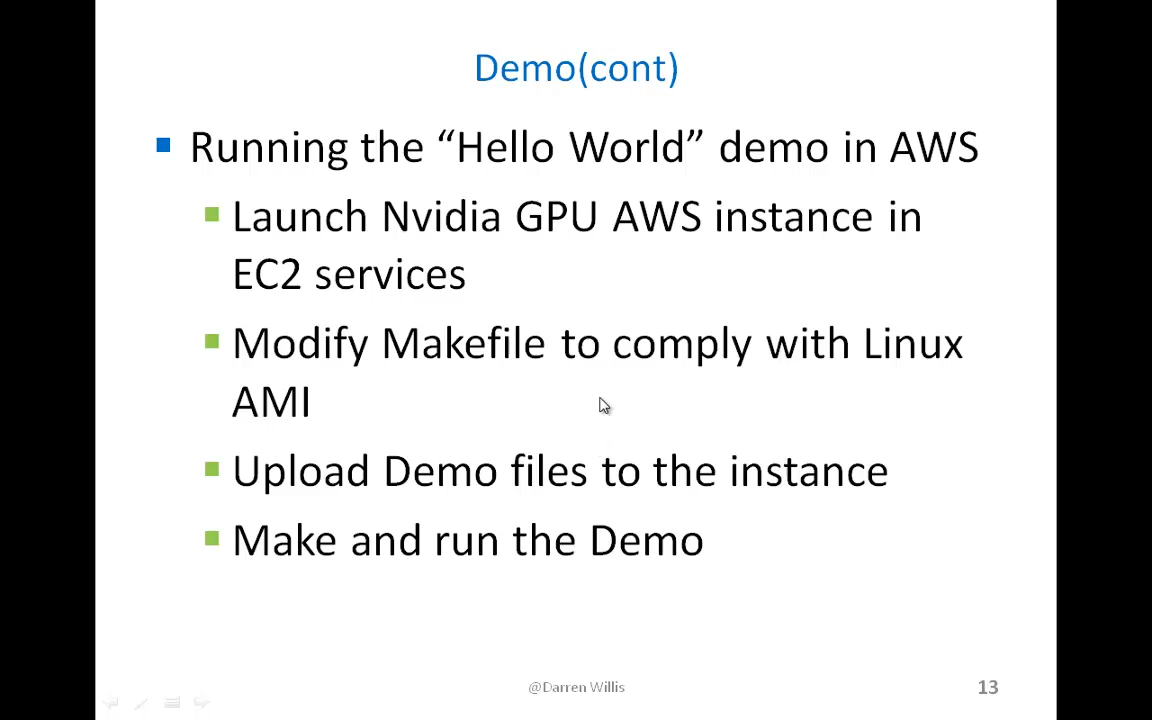 Demo(cont)
Running the “Hello World” demo in AWS
Launch Nvidia GPU AWS instance in
EC2 services
Modify Makefile to comply with Linux
AMI
Upload Demo files to the instance
Make and run the Demo
@Darren Willis
13